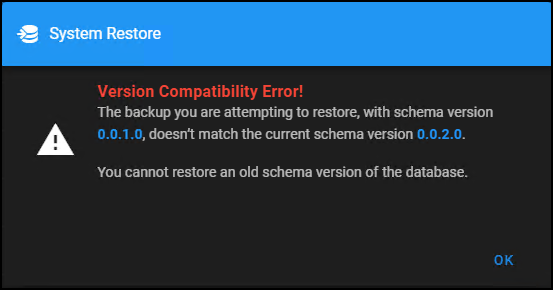 System Restore
Version Compatibility Error!
The backup you are attempting to restore, with schema version
0.0.1.0, doesn't match the current schema version 0.0.2.0.
You cannot restore an old schema version of the database.
OK